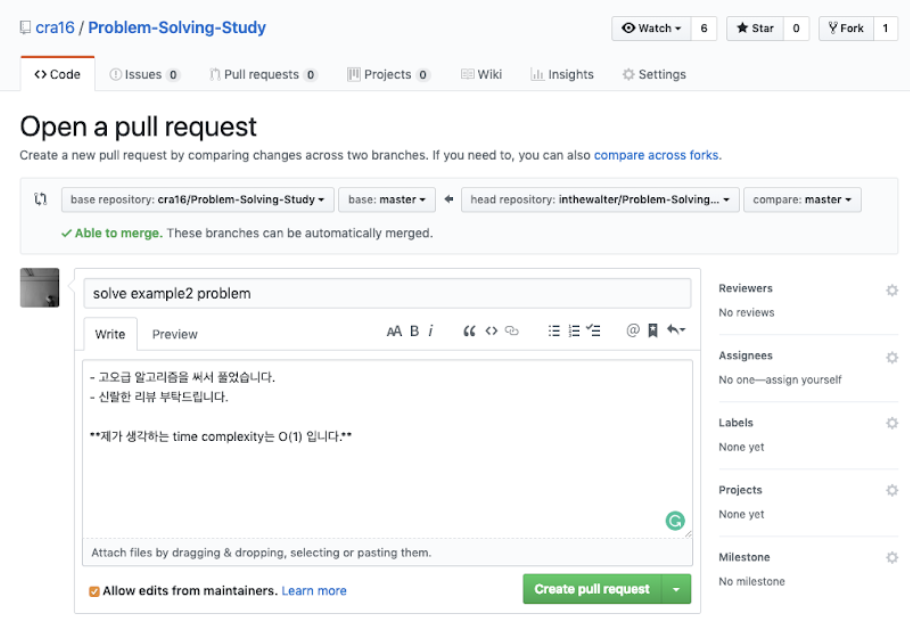 cra16 / Problem-Solving-Study
Watch 6 Star 0 Fork 1
Code Issues 0 Pull requests 0 Projects 0 Wiki Insights Settings
Open a pull request
Create a new pull request by comparing changes across two branches. If you need to, you can also compare across forks.
base repository: cra16/Problem-Solving-Study base: master head repository: inthewalter/Problem-Solving... compare: master
Able to merge. These branches can be automatically merged.
solve example2 problem
Write Preview AA B i
- 고오급 알고리즘을 써서 풀었습니다.
- 신랄한 리뷰 부탁드립니다.
**제가 생각하는 time complexity는 O(1) 입니다.**
Attach files by dragging & dropping, selecting or pasting them.
Allow edits from maintainers. Learn more
Create pull request
Reviewers
No reviews
Assignees
No one—assign yourself
Labels
None yet
Projects
None yet
Milestone
No milestone